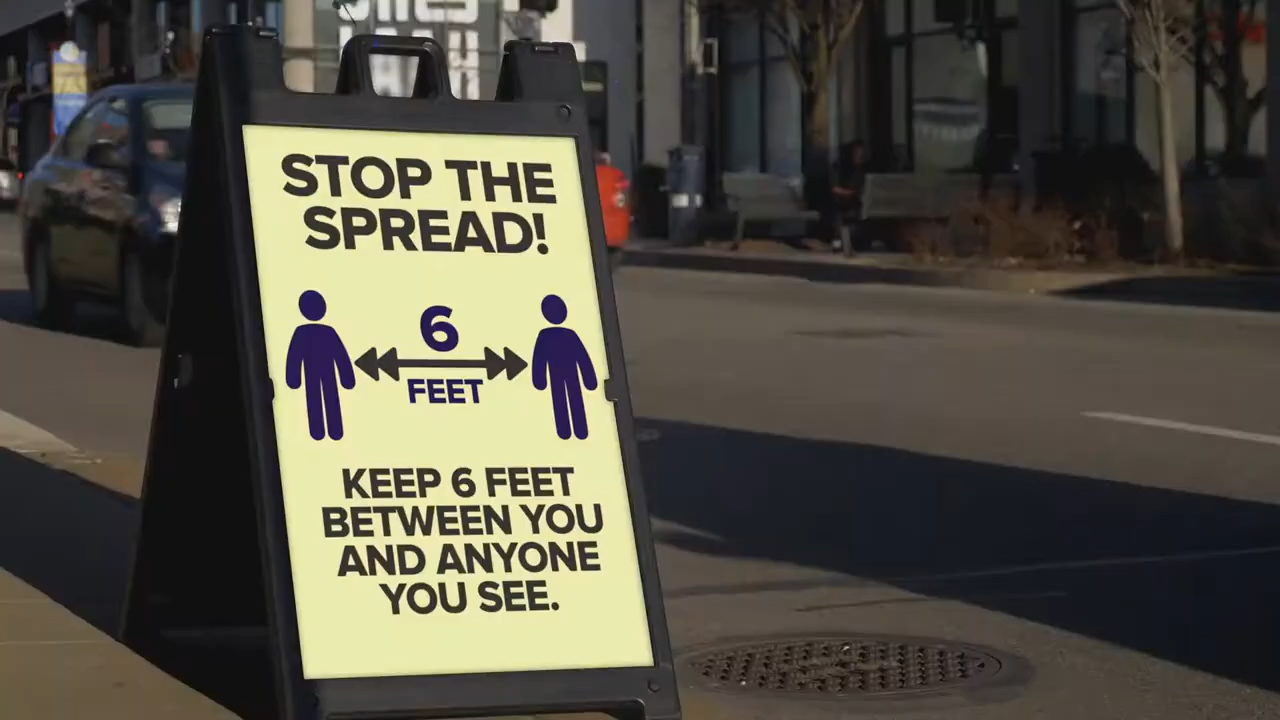 STOP THE
SPREAD!
6
FEET
KEEP 6 FEET
BETWEEN YOU
AND ANYONE
YOU SEE.